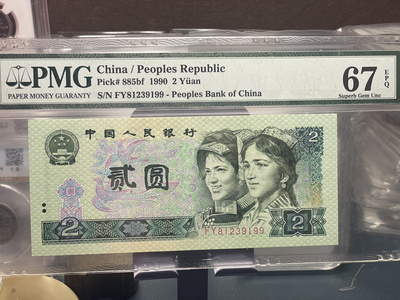 PMG
PAPER MONEY GUARANTY
China / Peoples Republic
Pick# 885bf 1990 2 Yüan
S/N FY81239199 - Peoples Bank of China
67 EPQ
Superb Gem Unc
中国人民银行
2
贰圆
2
2
FY81239199